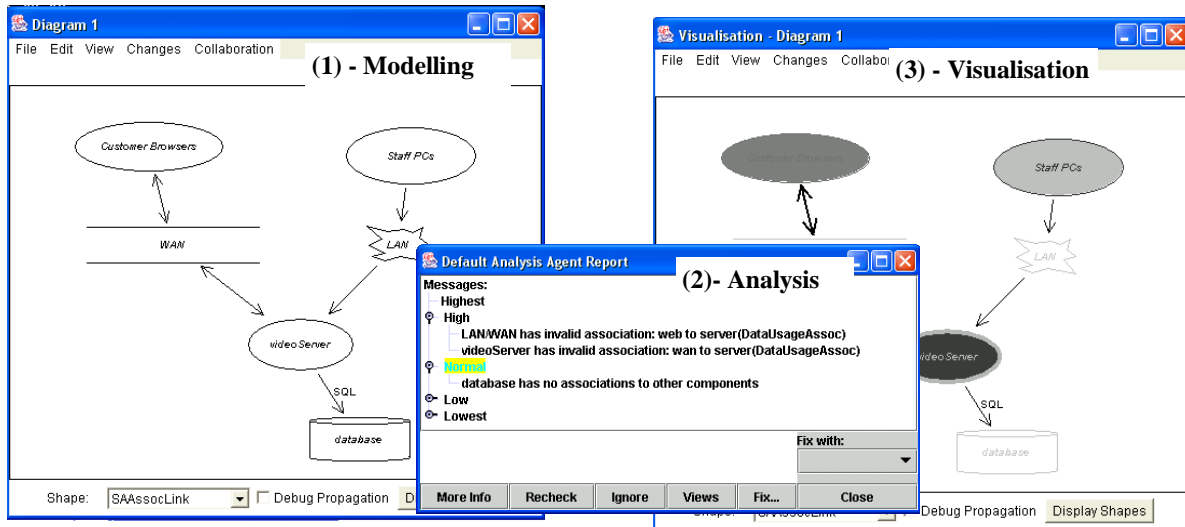 Diagram 1
File Edit View Changes Collaboration
(1) - Modelling
Customer Browsers
Staff PCs
WAN
LAN
videoServer
SQL
database
Shape: SAAssocLink Debug Propagation D
Default Analysis Agent Report
(2)- Analysis
Messages:
Highest
High
LAN/WAN has invalid association: web to server(DataUsageAssoc)
videoServer has invalid association: wan to server(DataUsageAssoc)
Normal
database has no associations to other components
Low
Lowest
Fix with:
More Info Recheck Ignore Views Fix... Close
Visualisation - Diagram 1
File Edit View Changes Collabo
(3) - Visualisation
Customer Browsers
Staff PCs
LAN
videoServer
SQL
database
Debug Propagation Display Shapes